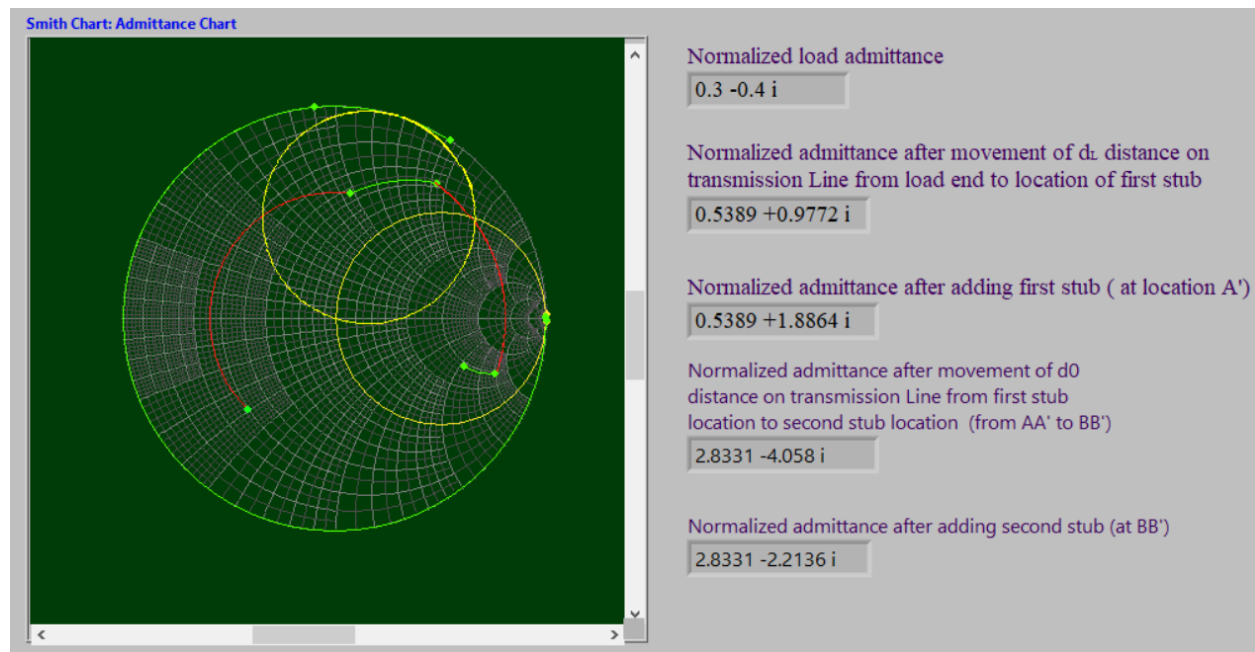 Smith Chart: Admittance Chart
Normalized load admittance
0.3 -0.4 i
Normalized admittance after movement of dL distance on
transmission Line from load end to location of first stub
0.5389 +0.9772 i
Normalized admittance after adding first stub ( at location A')
0.5389 +1.8864 i
Normalized admittance after movement of d0
distance on transmission Line from first stub
location to second stub location  (from AA' to BB')
2.8331 -4.058 i
Normalized admittance after adding second stub (at BB')
2.8331 -2.2136 i